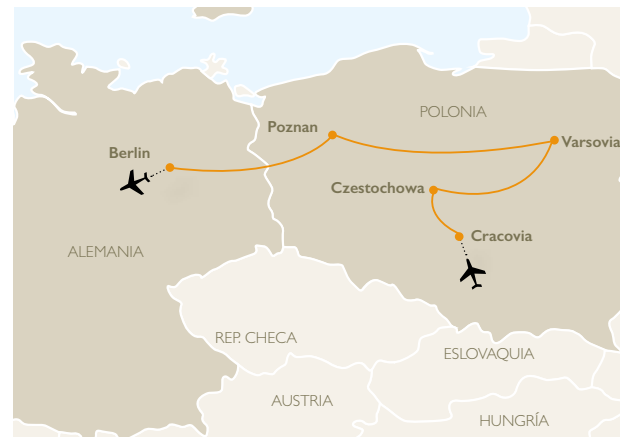 POLONIA
Poznan
Varsovia
Berlin
Czestochowa
Cracovia
ALEMANIA
REP. CHECA
ESLOVAQUIA
AUSTRIA
HUNGRÍA